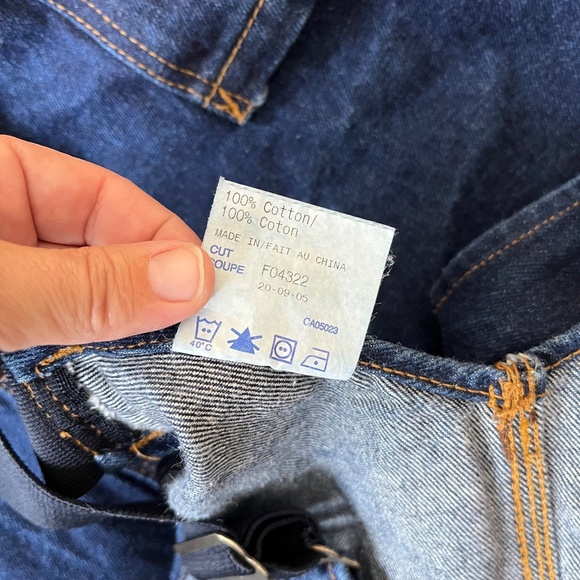 100% Cotton/
100% Coton
MADE IN/FAIT AU CHINA
CUT
COUPE F04322
20-09-05
CA05023
40°C